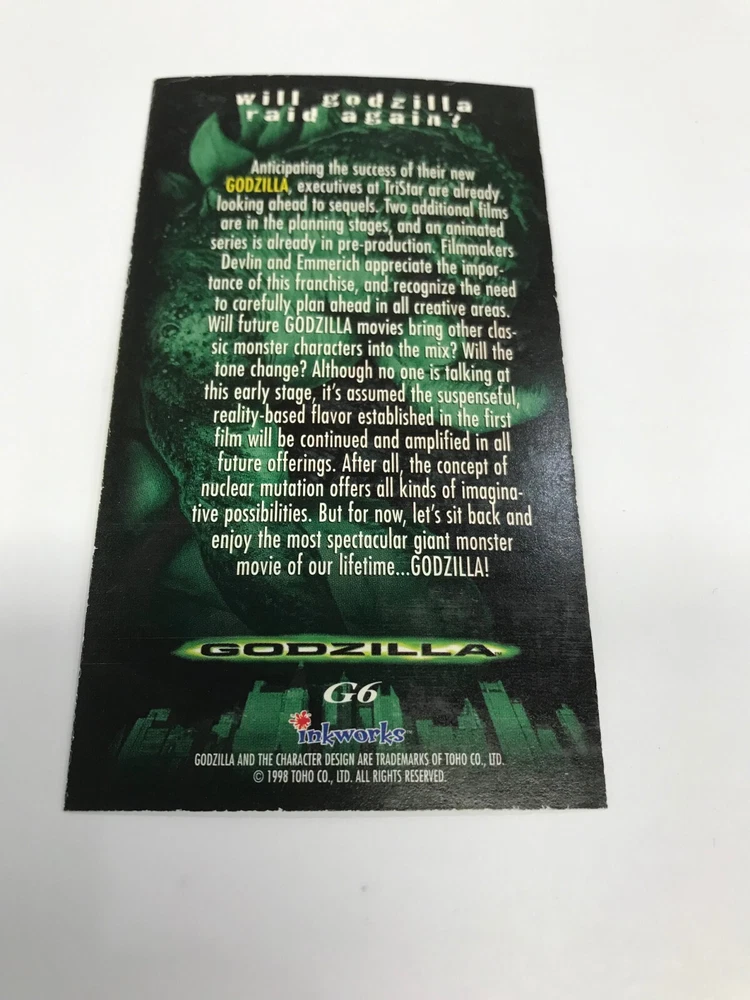 will godzilla
raid again?
Anticipating the success of their new
GODZILLA, executives at TriStar are already
looking ahead to sequels. Two additional films
are in the planning stages, and an animated
series is already in pre-production. Filmmakers
Devlin and Emmerich appreciate the impor-
tance of this franchise, and recognize the need
to carefully plan ahead in all creative areas.
Will future GODZILLA movies bring other clas-
sic monster characters into the mix? Will the
tone change? Although no one is talking at
this early stage, it's assumed the suspenseful,
reality-based flavor established in the first
film will be continued and amplified in all
future offerings. After all, the concept of
nuclear mutation offers all kinds of imagina-
tive possibilities. But for now, let's sit back and
enjoy the most spectacular giant monster
movie of our lifetime...GODZILLA!
GODZILLA™
G6
inkworks™
GODZILLA AND THE CHARACTER DESIGN ARE TRADEMARKS OF TOHO CO., LTD.
© 1998 TOHO CO., LTD. ALL RIGHTS RESERVED.